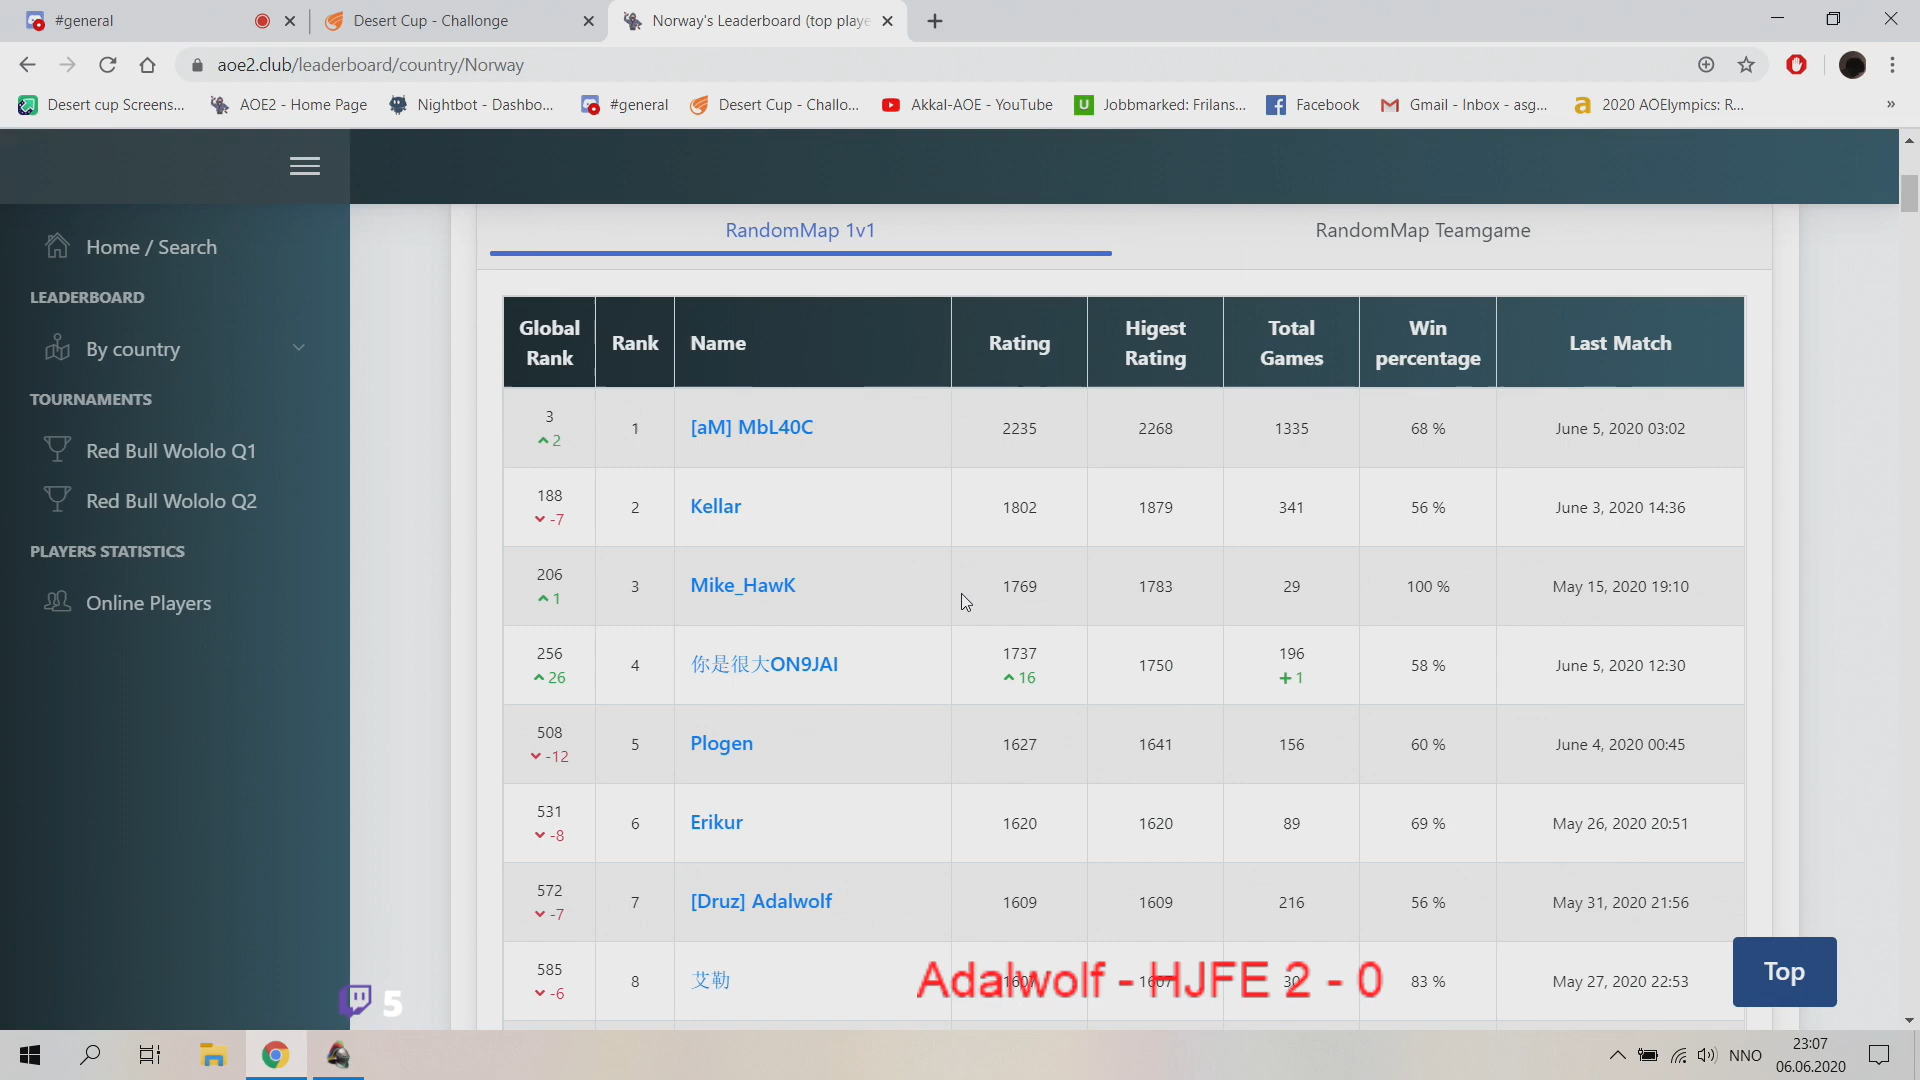 #general
Desert Cup - Challonge
Norway's Leaderboard (top playe
aoe2.club/leaderboard/country/Norway
Desert cup Screens...
AOE2 - Home Page
Nightbot - Dashbo...
#general
Desert Cup - Challo...
Akkal-AOE - YouTube
Jobbmarked: Frilans...
Facebook
Gmail - Inbox - asg...
2020 AOElympics: R...
»
Home / Search
LEADERBOARD
By country
TOURNAMENTS
Red Bull Wololo Q1
Red Bull Wololo Q2
PLAYERS STATISTICS
Online Players
RandomMap 1v1 RandomMap Teamgame
Global Rank Rank Name Rating Higest Rating Total Games Win percentage Last Match
3 1 [aM] MbL40C 2235 2268 1335 68 % June 5, 2020 03:02
2
188 2 Kellar 1802 1879 341 56 % June 3, 2020 14:36
-7
206 3 Mike_HawK 1769 1783 29 100 % May 15, 2020 19:10
1
256 4 你是很大ON9JAI 1737 1750 196 58 % June 5, 2020 12:30
26 16 +1
508 5 Plogen 1627 1641 156 60 % June 4, 2020 00:45
-12
531 6 Erikur 1620 1620 89 69 % May 26, 2020 20:51
-8
572 7 [Druz] Adalwolf 1609 1609 216 56 % May 31, 2020 21:56
-7
585 8 艾勒 1607 1607 30 83 % May 27, 2020 22:53
-6
Adalwolf - HJFE 2 - 0
Top
5
NNO
23:07
06.06.2020